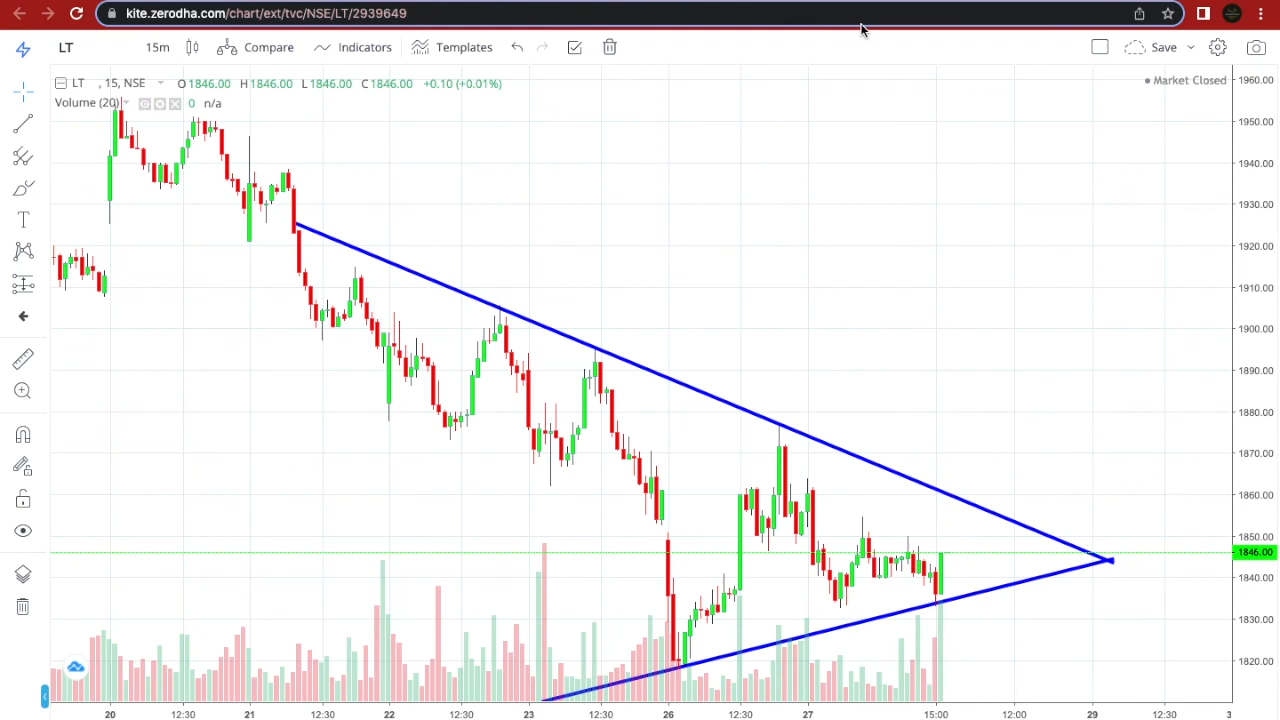 kite.zerodha.com/chart/ext/tvc/NSE/LT/2939649
LT 15m Compare Indicators Templates Save
LT , 15, NSE O 1846.00 H 1846.00 L 1846.00 C 1846.00 +0.10 (+0.01%)
Market Closed
Volume (20) 0 n/a
T
1960.00
1950.00
1940.00
1930.00
1920.00
1910.00
1900.00
1890.00
1880.00
1870.00
1860.00
1850.00
1846.00
1840.00
1830.00
1820.00
20 12:30 21 12:30 22 12:30 23 12:30 26 12:30 27 15:00 12:00 29 12:30 3